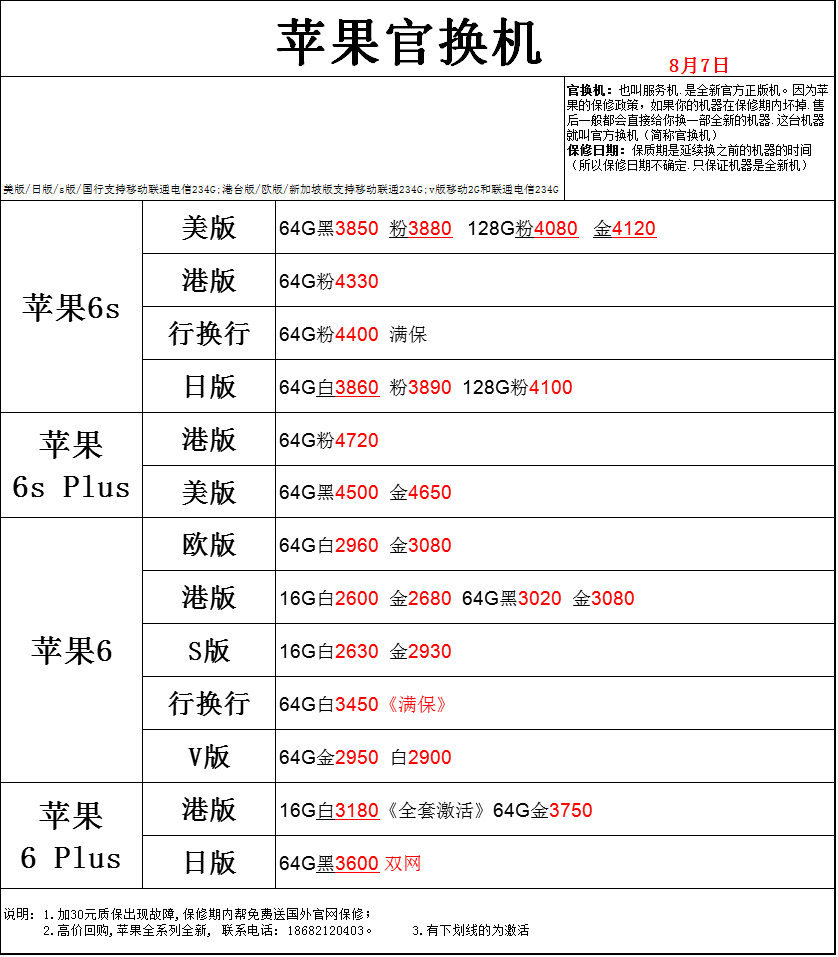 苹果官换机
8月7日
官换机：也叫服务机.是全新官方正版机。因为苹
果的保修政策，如果你的机器在保修期内坏掉.售
后一般都会直接给你换一部全新的机器.这台机器
就叫官方换机（简称官换机）
保修日期：保质期是延续换之前的机器的时间
（所以保修日期不确定.只保证机器是全新机）
美版/日版/s版/国行支持移动联通电信234G;港台版/欧版/新加坡版支持移动联通234G;v版移动2G和联通电信234G
苹果6s
美版 64G黑3850 粉3880 128G粉4080 金4120
港版 64G粉4330
行换行 64G粉4400 满保
日版 64G白3860 粉3890 128G粉4100
苹果
6s Plus
港版 64G粉4720
美版 64G黑4500 金4650
苹果6
欧版 64G白2960 金3080
港版 16G白2600 金2680 64G黑3020 金3080
S版 16G白2630 金2930
行换行 64G白3450《满保》
V版 64G金2950 白2900
苹果
6 Plus
港版 16G白3180《全套激活》64G金3750
日版 64G黑3600 双网
说明：1.加30元质保出现故障,保修期内帮免费送国外官网保修;
2.高价回购,苹果全系列全新, 联系电话：18682120403。 3.有下划线的为激活